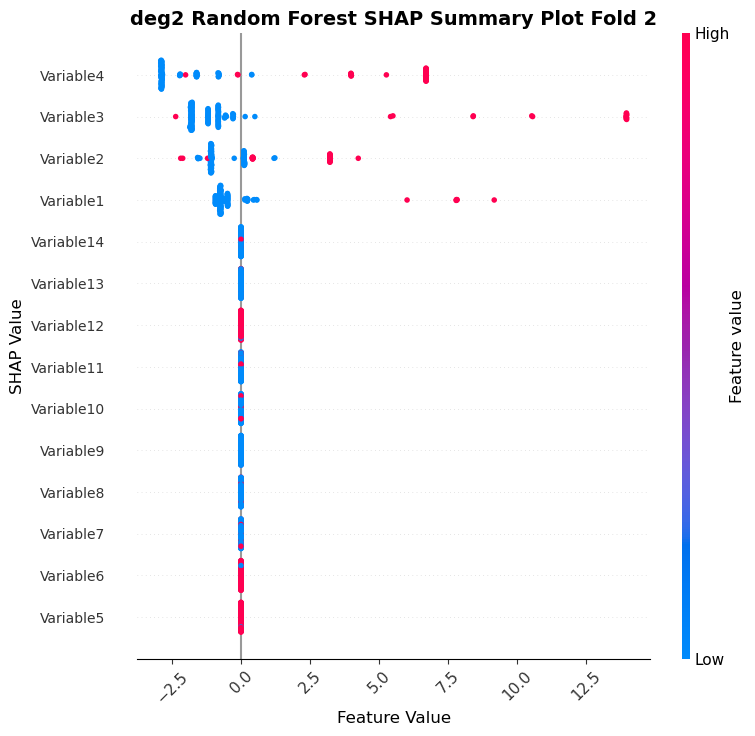 deg2 Random Forest SHAP Summary Plot Fold 2
High
Variable4
Variable3
Variable2
Variable1
Variable14
Variable13
Variable12
Variable11
Variable10
Variable9
Variable8
Variable7
Variable6
Variable5
SHAP Value
Feature value
Low
−2.5
0.0
2.5
5.0
7.5
10.0
12.5
Feature Value